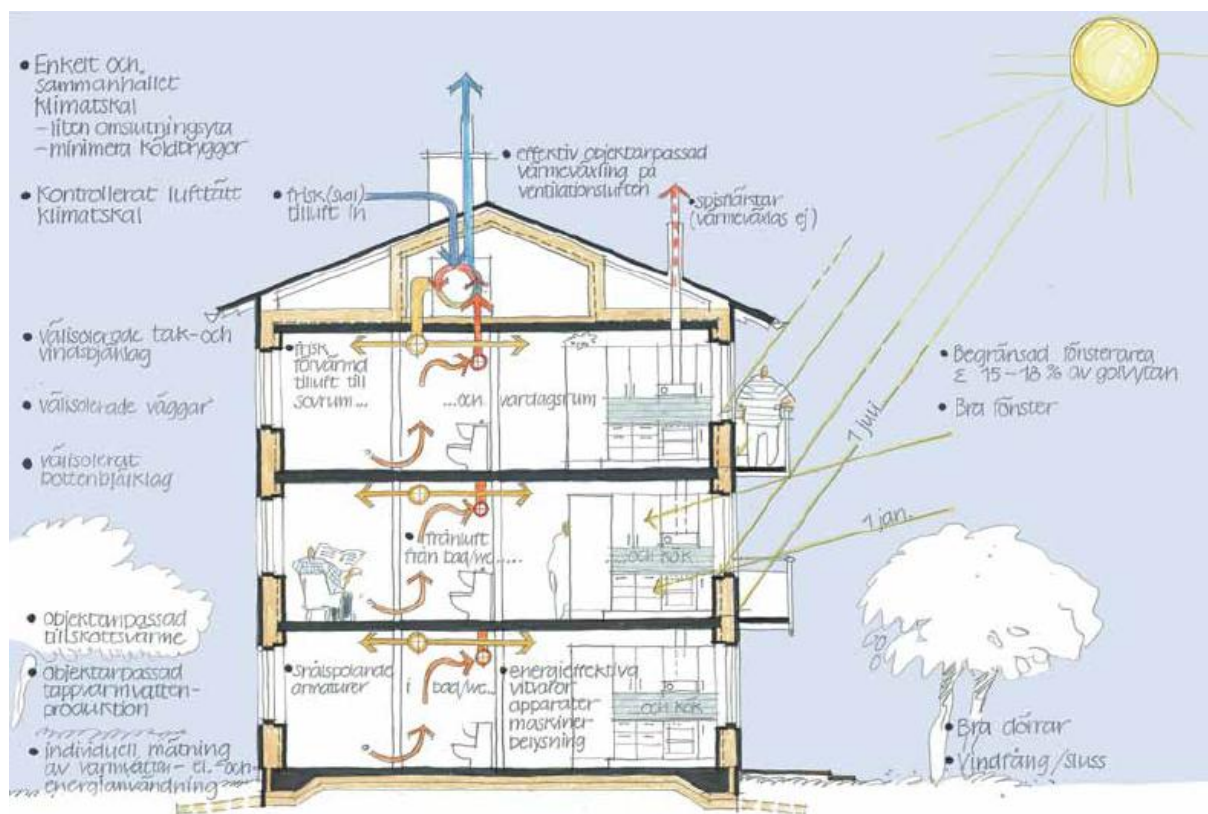 • Enkelt och
sammanhållet
klimatskal
– liten omslutningsyta
– minimera köldbryggor
• Kontrollerat lufttätt
klimatskal
• frisk (sval)
tilluft in
• effektiv objektanpassad
värmeväxling på
ventilationsluften
• spisfläktar
(värmeväxlas ej)
• välisolerade tak- och
vindsbjälklag
• välisolerade väggar
• välisolerat
bottenbjälklag
• frisk
förvärmd
tilluft till
sovrum...
...och vardagsrum
• Begränsad fönsterarea
Σ 15–18 % av golvytan
• Bra fönster
1 juli
1 jan.
• frånluft
från bad/wc.....
...och kök
• objektanpassad
tillskottsvärme
• objektanpassad
tappvarmvatten-
produktion
• individuell mätning
av varmvatten- el- och
energianvändning
• snålspolande
armaturer
i bad/wc...
• energieffektiva
vitvaror
apparater
maskiner
belysning
...och kök
• Bra dörrar
• Vindfång/sluss